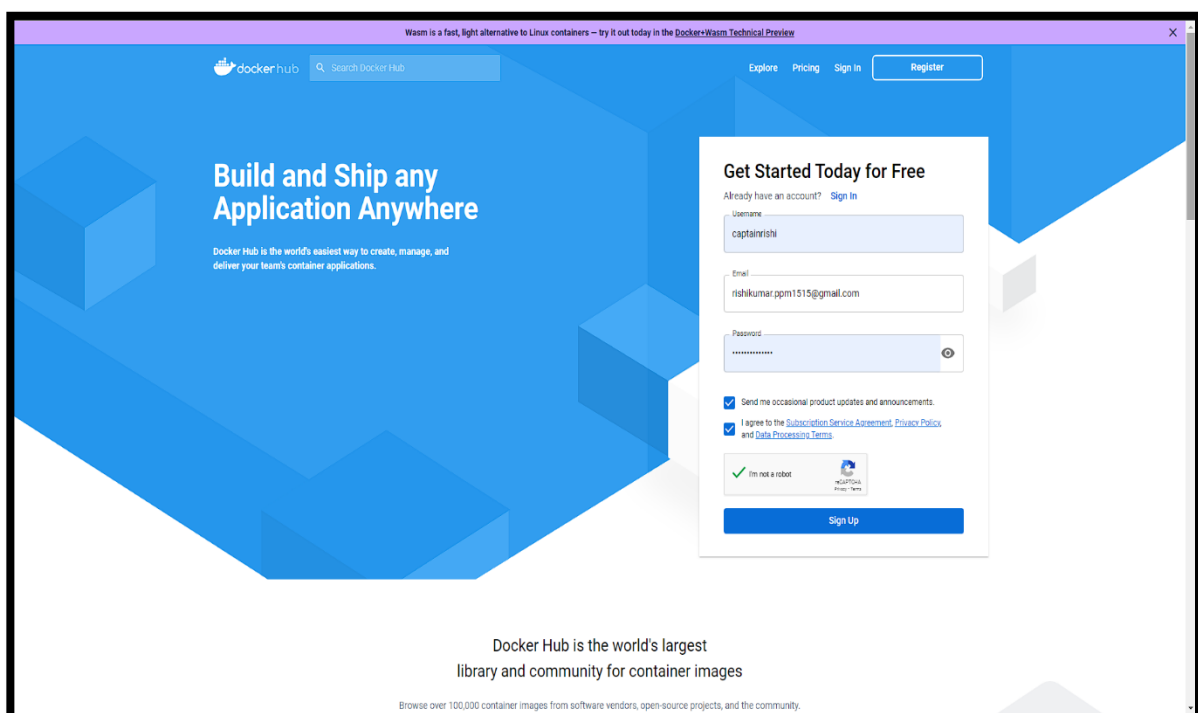 Wasm is a fast, light alternative to Linux containers — try it out today in the Docker+Wasm Technical Preview
dockerhub
Search Docker Hub
Explore
Pricing
Sign In
Register
Build and Ship any
Application Anywhere
Docker Hub is the world's easiest way to create, manage, and
deliver your team's container applications.
Get Started Today for Free
Already have an account? Sign In
Username
captainrishi
Email
rishikumar.ppm1515@gmail.com
Password
Send me occasional product updates and announcements.
I agree to the Subscription Service Agreement, Privacy Policy,
and Data Processing Terms.
I'm not a robot
reCAPTCHA
Privacy - Terms
Sign Up
Docker Hub is the world's largest
library and community for container images
Browse over 100,000 container images from software vendors, open-source projects, and the community.